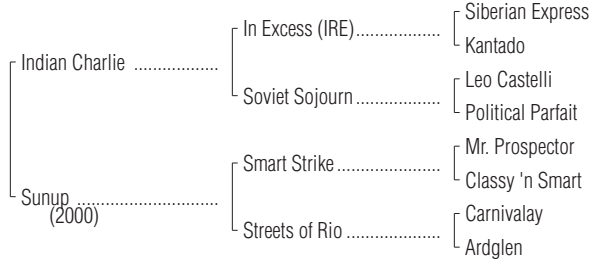 Siberian Express
In Excess (IRE)...................
Kantado
Indian Charlie ...................
Leo Castelli
Soviet Sojourn ...................
Political Parfait
Mr. Prospector
Smart Strike .......................
Classy 'n Smart
Sunup ................................
(2000)
Carnivalay
Streets of Rio .....................
Ardglen